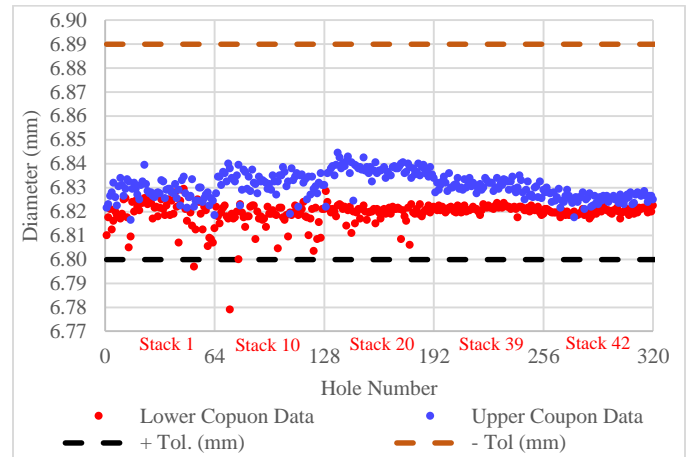 6.90
6.89
6.88
6.87
6.86
6.85
6.84
6.83
6.82
6.81
6.80
6.79
6.78
6.77
Diameter (mm)
Stack 1 Stack 10 Stack 20 Stack 39 Stack 42
0 64 128 192 256 320
Hole Number
Lower Copuon Data Upper Coupon Data
+ Tol. (mm) - Tol (mm)